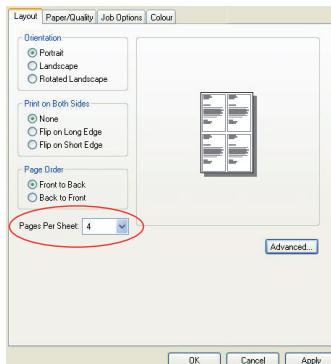 Layout Paper/Quality Job Options Colour
Orientation
Portrait
Landscape
Rotated Landscape
Print on Both Sides
None
Flip on Long Edge
Flip on Short Edge
Page Order
Front to Back
Back to Front
Pages Per Sheet: 4
Advanced...
OK Cancel Apply